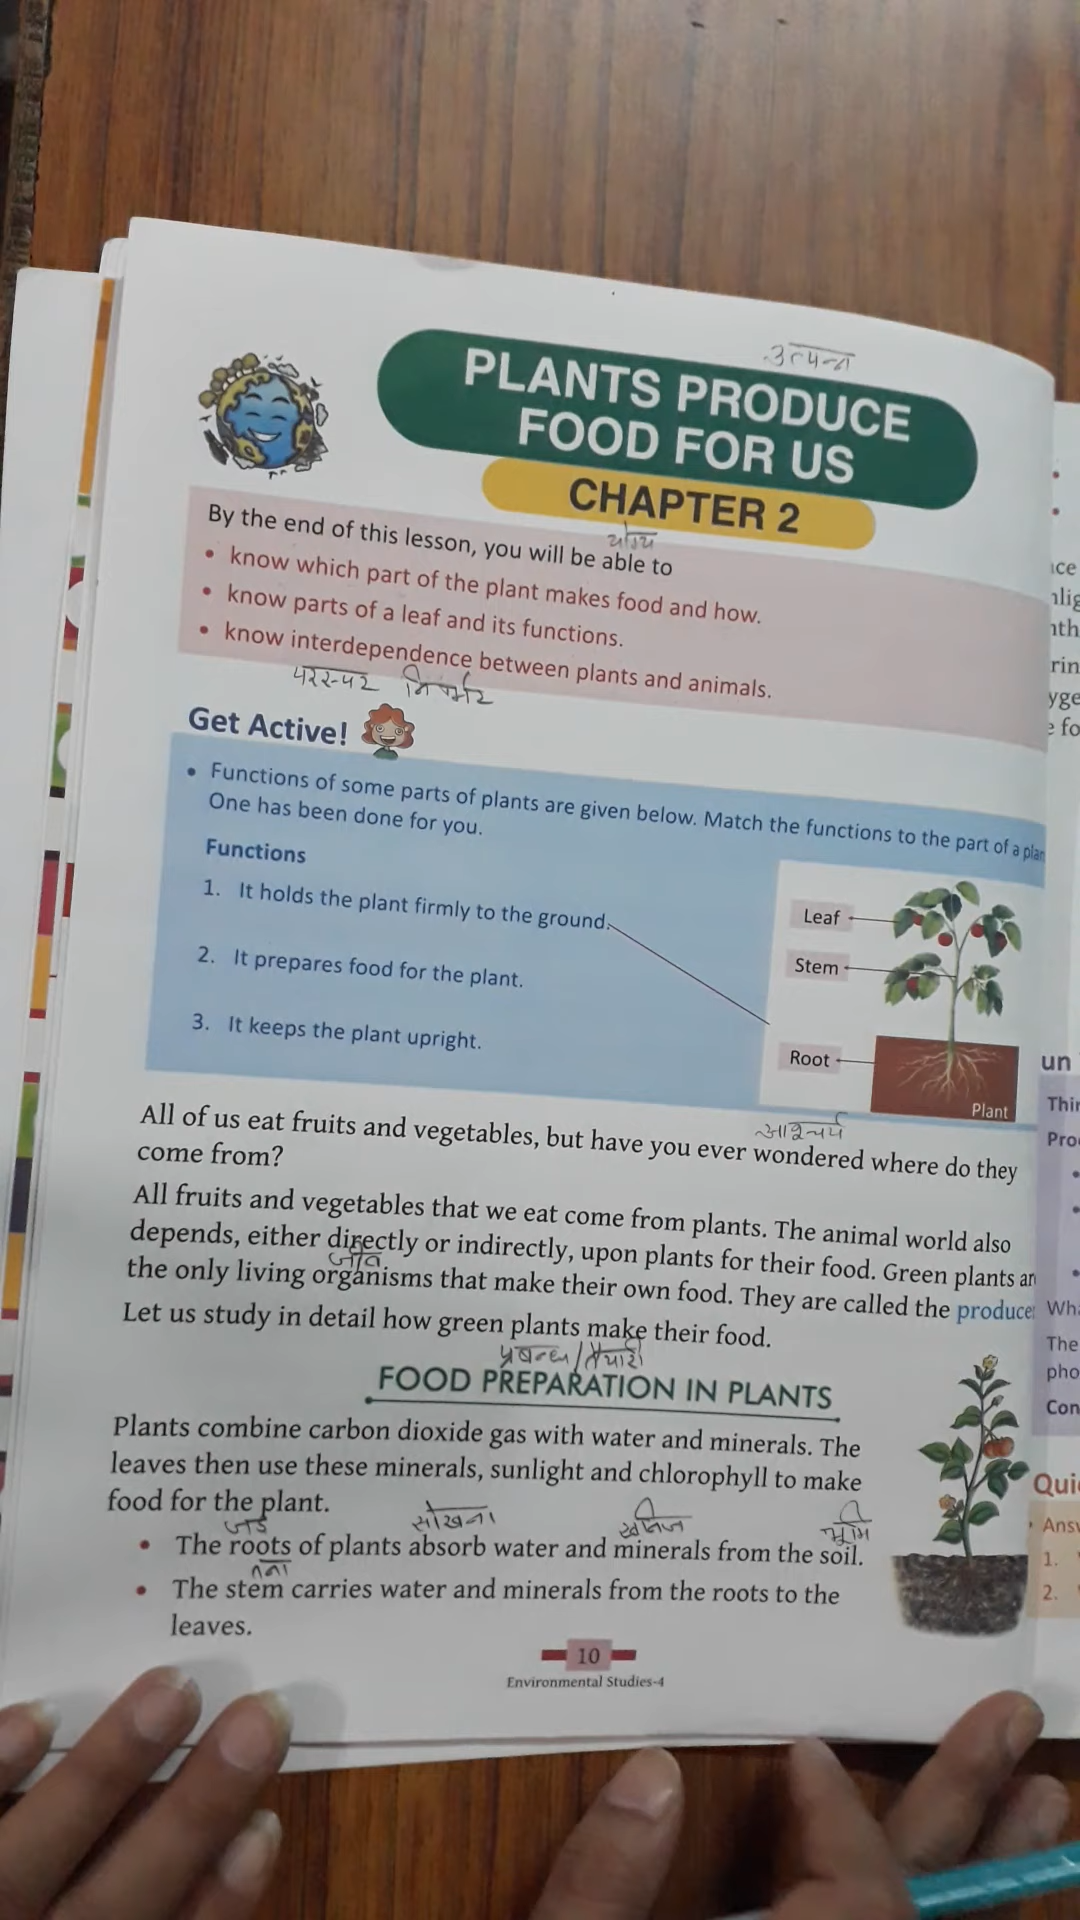 उत्पन्न
PLANTS PRODUCE
FOOD FOR US
CHAPTER 2
योग्य
By the end of this lesson, you will be able to
• know which part of the plant makes food and how.
• know parts of a leaf and its functions.
• know interdependence between plants and animals.
परस्पर निर्भर
Get Active!
• Functions of some parts of plants are given below. Match the functions to the part of a plan
One has been done for you.
Functions
1. It holds the plant firmly to the ground.
2. It prepares food for the plant.
3. It keeps the plant upright.
Leaf
Stem
Root
Plant
आश्चर्य
All of us eat fruits and vegetables, but have you ever wondered where do they
come from?
All fruits and vegetables that we eat come from plants. The animal world also
depends, either directly or indirectly, upon plants for their food. Green plants ar
जीव
the only living organisms that make their own food. They are called the produce
Let us study in detail how green plants make their food.
प्रबन्ध/तैयारी
FOOD PREPARATION IN PLANTS
Plants combine carbon dioxide gas with water and minerals. The
leaves then use these minerals, sunlight and chlorophyll to make
food for the plant.
जड़ सोखना खनिज भूमि
• The roots of plants absorb water and minerals from the soil.
तना
• The stem carries water and minerals from the roots to the
leaves.
10
Environmental Studies-4
un
Thin
Pro
Wha
The
pho
Con
Quic
Answ
1.
2.